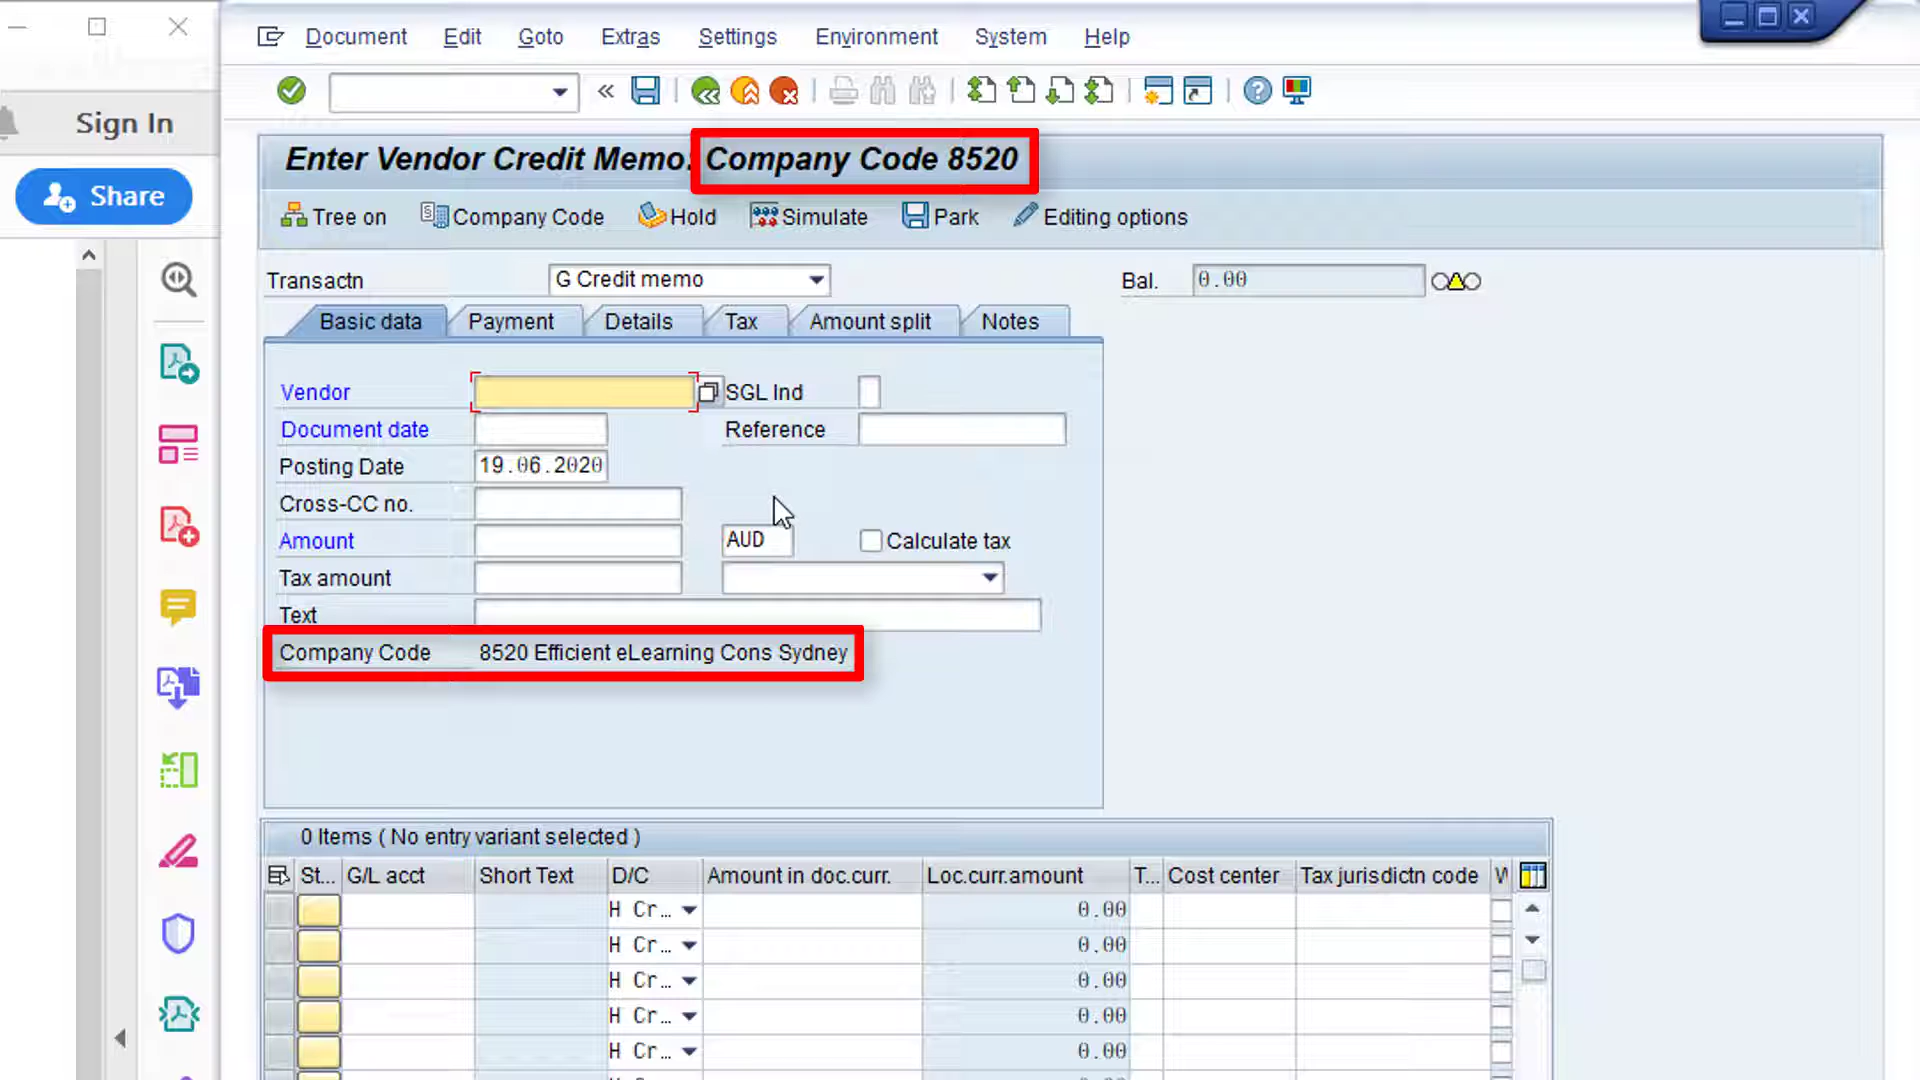 Document Edit Goto Extras Settings Environment System Help
Sign In
Share
Enter Vendor Credit Memo: Company Code 8520
Tree on Company Code Hold Simulate Park Editing options
Transactn G Credit memo Bal. 0.00
Basic data Payment Details Tax Amount split Notes
Vendor SGL Ind
Document date Reference
Posting Date 19.06.2020
Cross-CC no.
Amount AUD Calculate tax
Tax amount
Text
Company Code 8520 Efficient eLearning Cons Sydney
0 Items ( No entry variant selected )
St... G/L acct Short Text D/C Amount in doc.curr. Loc.curr.amount T... Cost center Tax jurisdictn code W
H Cr... 0.00
H Cr... 0.00
H Cr... 0.00
H Cr... 0.00
H Cr... 0.00